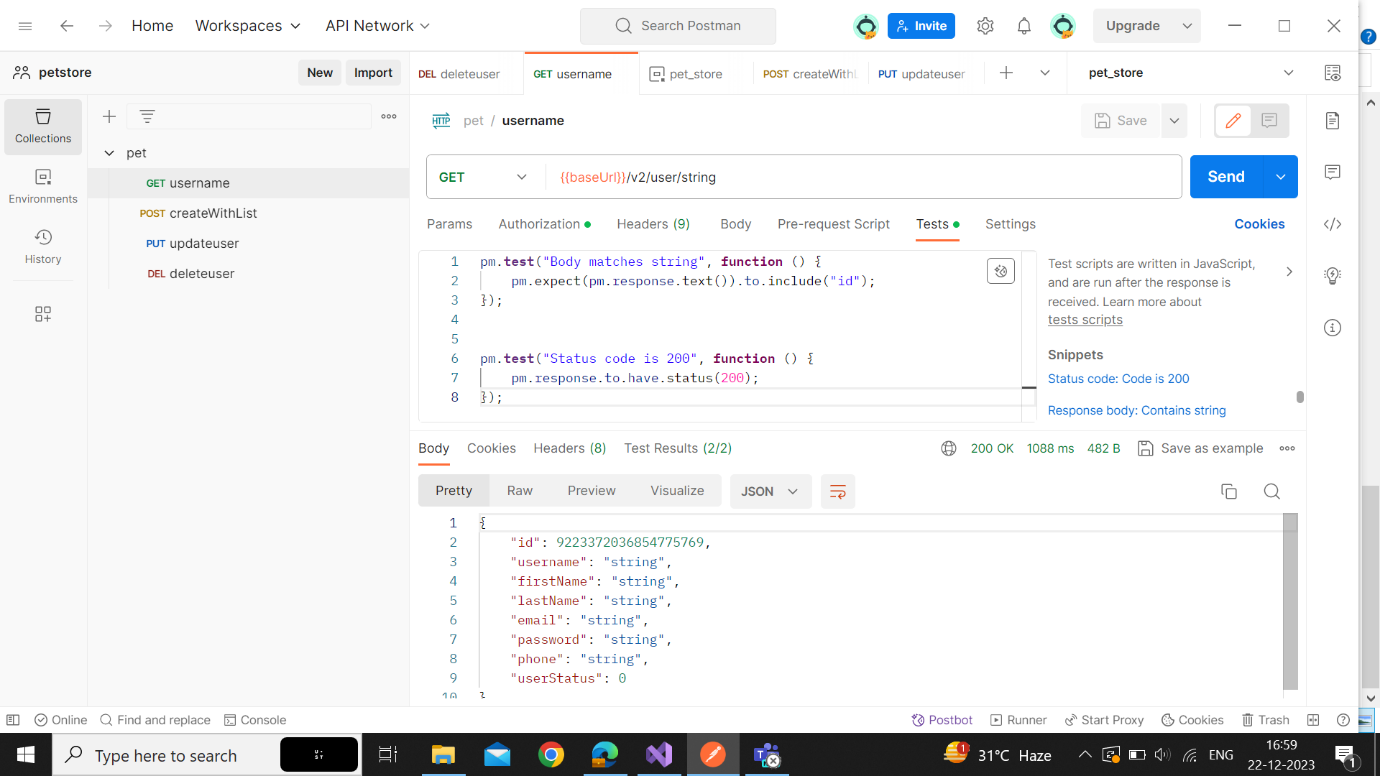 Home Workspaces API Network Search Postman Invite Upgrade
petstore New Import DEL deleteuser GET username pet_store POST createWithL PUT updateuser pet_store
Collections
Environments
History
pet
GET username
POST createWithList
PUT updateuser
DEL deleteuser
HTTP pet / username Save
GET {{baseUrl}}/v2/user/string Send
Params Authorization Headers (9) Body Pre-request Script Tests Settings Cookies
1 pm.test("Body matches string", function () {
2 pm.expect(pm.response.text()).to.include("id");
3 });
4
5
6 pm.test("Status code is 200", function () {
7 pm.response.to.have.status(200);
8 });
Test scripts are written in JavaScript,
and are run after the response is
received. Learn more about
tests scripts
Snippets
Status code: Code is 200
Response body: Contains string
Body Cookies Headers (8) Test Results (2/2) 200 OK 1088 ms 482 B Save as example
Pretty Raw Preview Visualize JSON
1 {
2 "id": 9223372036854775769,
3 "username": "string",
4 "firstName": "string",
5 "lastName": "string",
6 "email": "string",
7 "password": "string",
8 "phone": "string",
9 "userStatus": 0
10 }
Online Find and replace Console Postbot Runner Start Proxy Cookies Trash
Type here to search 1 31°C Haze ENG 16:59
22-12-2023 1